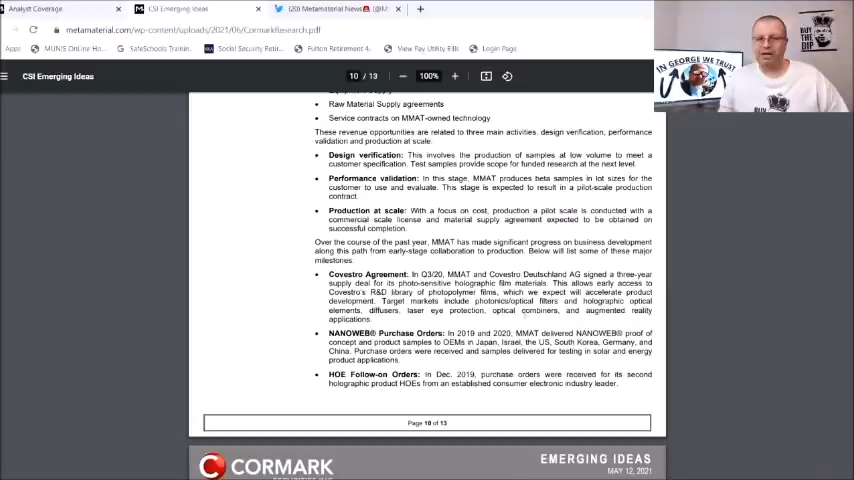 Analyst Coverage
CSI Emerging Ideas
(20) Metamaterial News
metamaterial.com/wp-content/uploads/2021/06/CormarkResearch.pdf
Apps
MUNIS OnLine Ho...
SafeSchools Trainin...
Social Security Retir...
Fulton Retirement 4...
View Pay Utility Bills
Login Page
CSI Emerging Ideas
10 / 13
100%
IN GEORGE WE TRUST
BUY
THE
DIP
BUY
THE
• Raw Material Supply agreements
• Service contracts on MMAT-owned technology
These revenue opportunities are related to three main activities, design verification, performance
validation and production at scale.
• Design verification: This involves the production of samples at low volume to meet a
customer specification. Test samples provide scope for funded research at the next level.
• Performance validation: In this stage, MMAT produces beta samples in lot sizes for the
customer to use and evaluate. This stage is expected to result in a pilot-scale production
contract.
• Production at scale: With a focus on cost, production a pilot scale is conducted with a
commercial scale license and material supply agreement expected to be obtained on
successful completion.
Over the course of the past year, MMAT has made significant progress on business development
along this path from early-stage collaboration to production. Below will list some of these major
milestones:
• Covestro Agreement: In Q3/20, MMAT and Covestro Deutschland AG signed a three-year
supply deal for its photo-sensitive holographic film materials. This allows early access to
Covestro's R&D library of photopolymer films, which we expect will accelerate product
development. Target markets include photonics/optical filters and holographic optical
elements, diffusers, laser eye protection, optical combiners, and augmented reality
applications.
• NANOWEB® Purchase Orders: In 2019 and 2020, MMAT delivered NANOWEB® proof of
concept and product samples to OEMs in Japan, Israel, the US, South Korea, Germany, and
China. Purchase orders were received and samples delivered for testing in solar and energy
product applications.
• HOE Follow-on Orders: in Dec. 2019, purchase orders were received for its second
holographic product HOEs from an established consumer electronic industry leader.
Page 10 of 13
CORMARK
EMERGING IDEAS
MAY 12, 2021